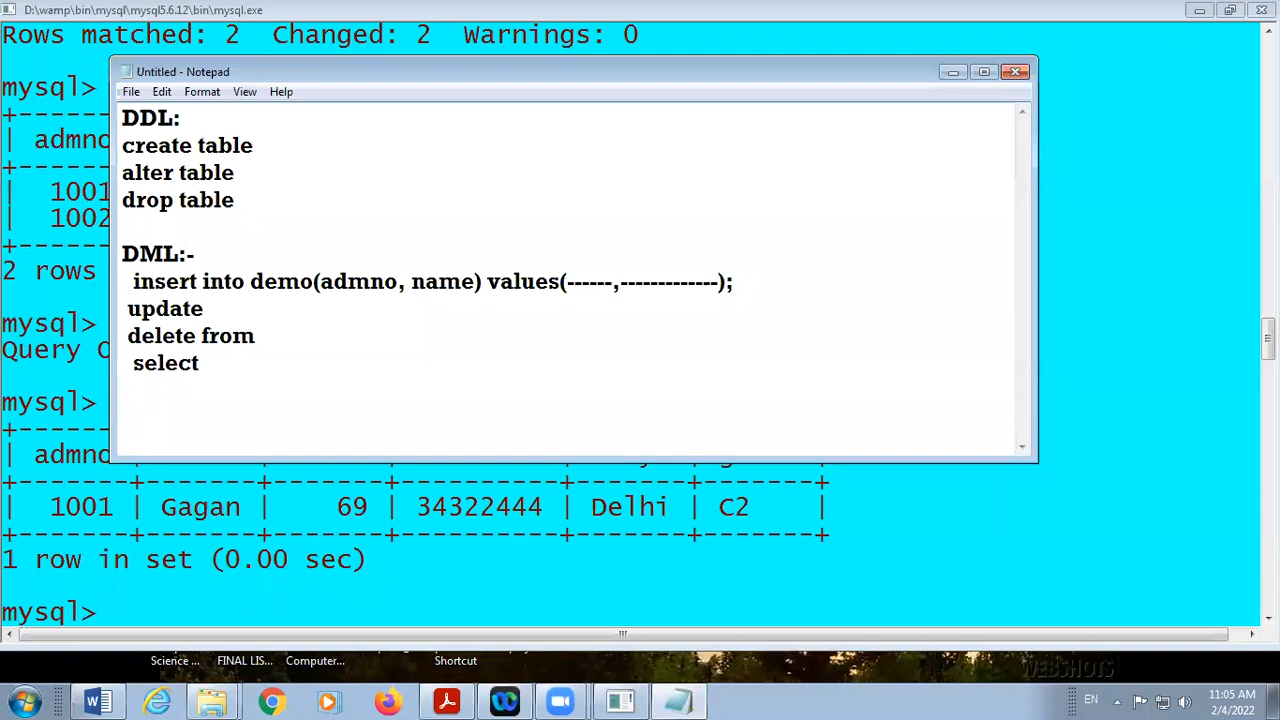 D:\wamp\bin\mysql\mysql5.6.12\bin\mysql.exe
Rows matched: 2  Changed: 2  Warnings: 0
mysql>
Untitled - Notepad
File Edit Format View Help
DDL:
create table
alter table
drop table
DML:-
insert into demo(admno, name) values(------,-------------);
update
delete from
select
+------
| admno
+------
| 1001
| 1002
+------
2 rows
mysql>
Query O
mysql>
+------
| admno
+-------+-------+-------+----------+-------+-------+
| 1001 | Gagan | 69 | 34322444 | Delhi | C2 |
+-------+-------+-------+----------+-------+-------+
1 row in set (0.00 sec)
mysql>
Science ... FINAL LIS... Computer... Shortcut
WEBSHOTS
EN
11:05 AM
2/4/2022